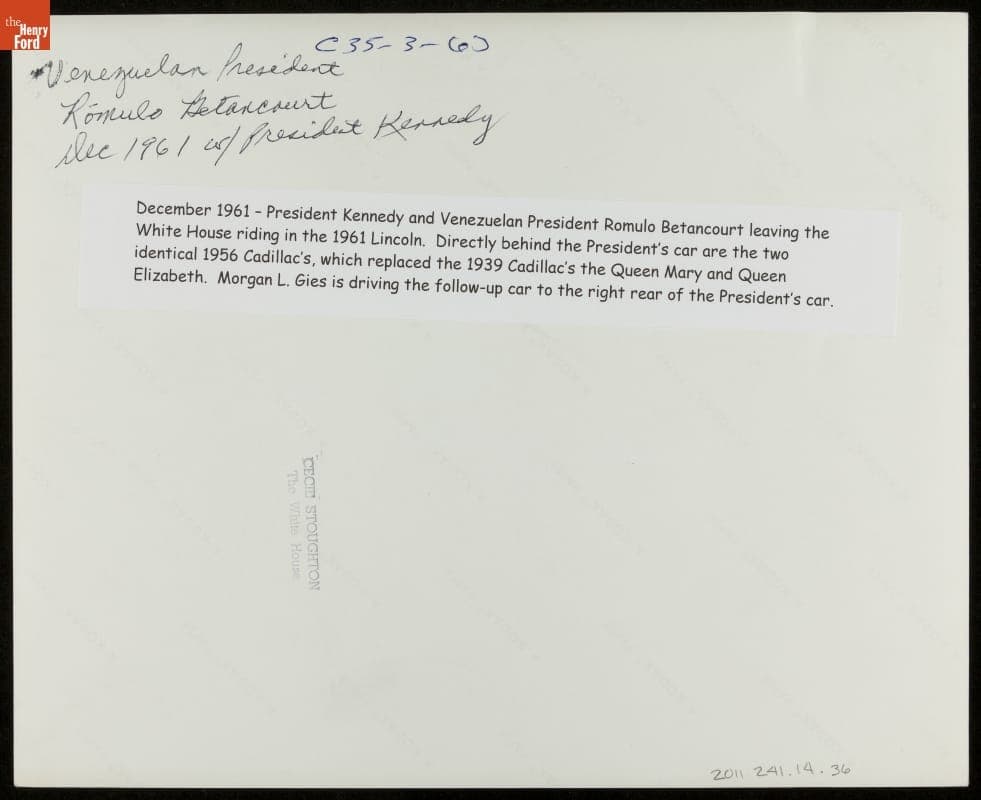 the
Henry
Ford
C35-3-(6)
Venezuelan President
Rómulo Betancourt
Dec 1961 w/ President Kennedy
December 1961 – President Kennedy and Venezuelan President Romulo Betancourt leaving the
White House riding in the 1961 Lincoln. Directly behind the President's car are the two
identical 1956 Cadillac's, which replaced the 1939 Cadillac's the Queen Mary and Queen
Elizabeth. Morgan L. Gies is driving the follow-up car to the right rear of the President's car.
CECIL STOUGHTON
The White House
2011 241.14.36